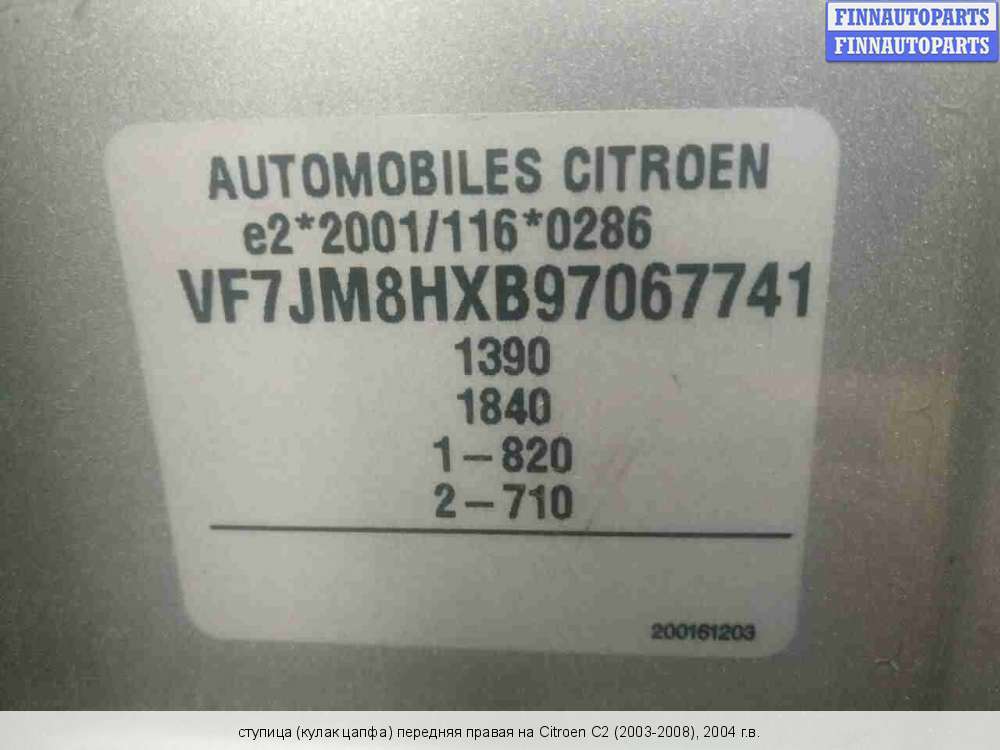 FINNAUTOPARTS
FINNAUTOPARTS
AUTOMOBILES CITROEN
e2*2001/116*0286
VF7JM8HXB97067741
1390
1840
1-820
2-710
200161203
ступица (кулак цапфа) передняя правая на Citroen C2 (2003-2008), 2004 г.в.